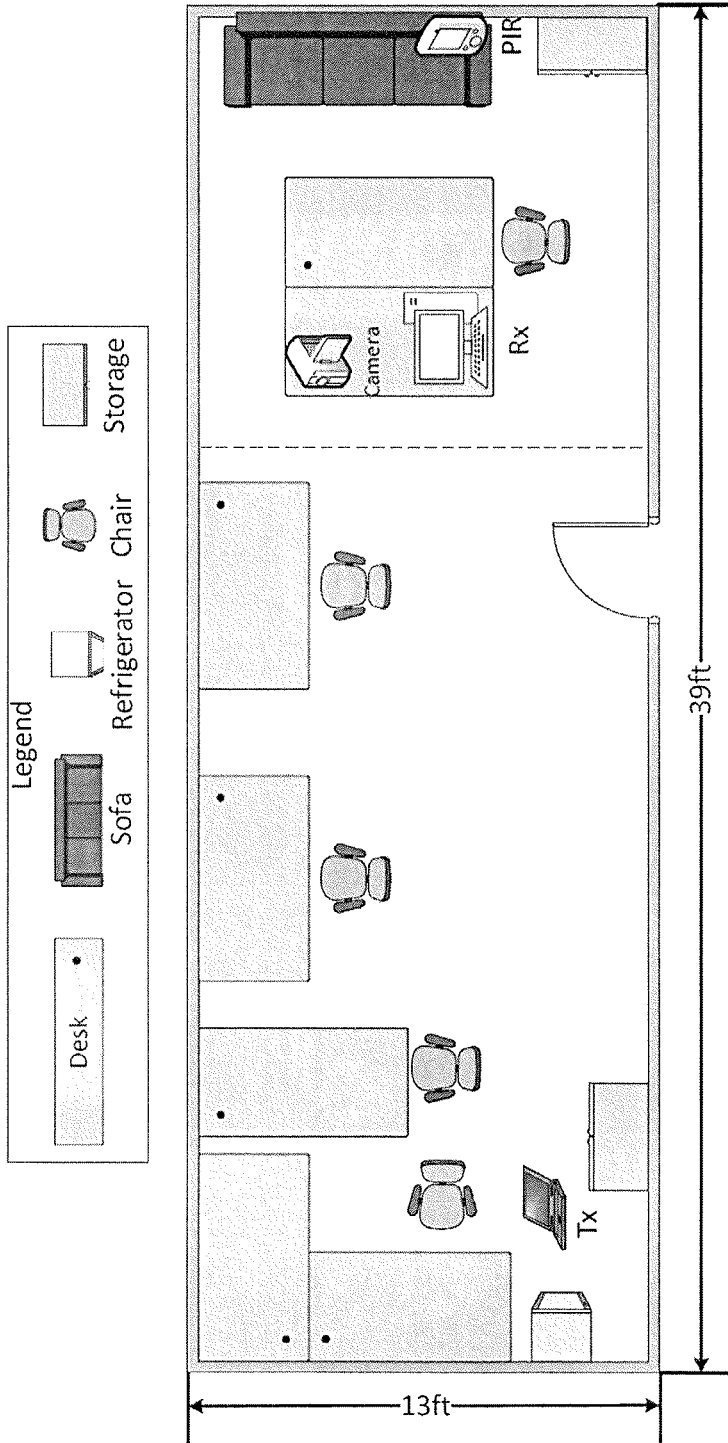 Legend
Desk
Sofa
Refrigerator
Chair
Storage
PIR
Camera
Rx
Tx
13ft
39ft